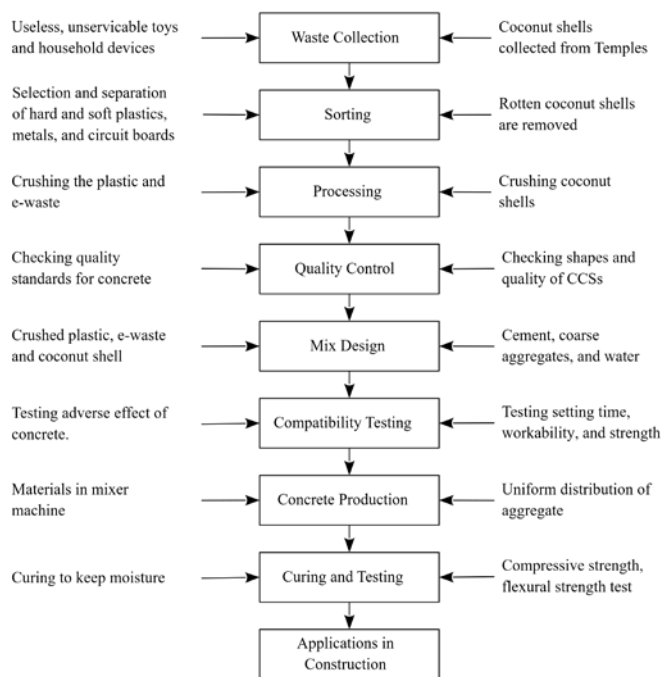 Useless, unservicable toys
and household devices
Waste Collection
Coconut shells
collected from Temples
Selection and separation
of hard and soft plastics,
metals, and circuit boards
Sorting
Rotten coconut shells
are removed
Crushing the plastic and
e-waste
Processing
Crushing coconut
shells
Checking quality
standards for concrete
Quality Control
Checking shapes and
quality of CCSs
Crushed plastic, e-waste
and coconut shell
Mix Design
Cement, coarse
aggregates, and water
Testing adverse effect of
concrete.
Compatibility Testing
Testing setting time,
workability, and strength
Materials in mixer
machine
Concrete Production
Uniform distribution of
aggregate
Curing to keep moisture
Curing and Testing
Compressive strength,
flexural strength test
Applications in
Construction